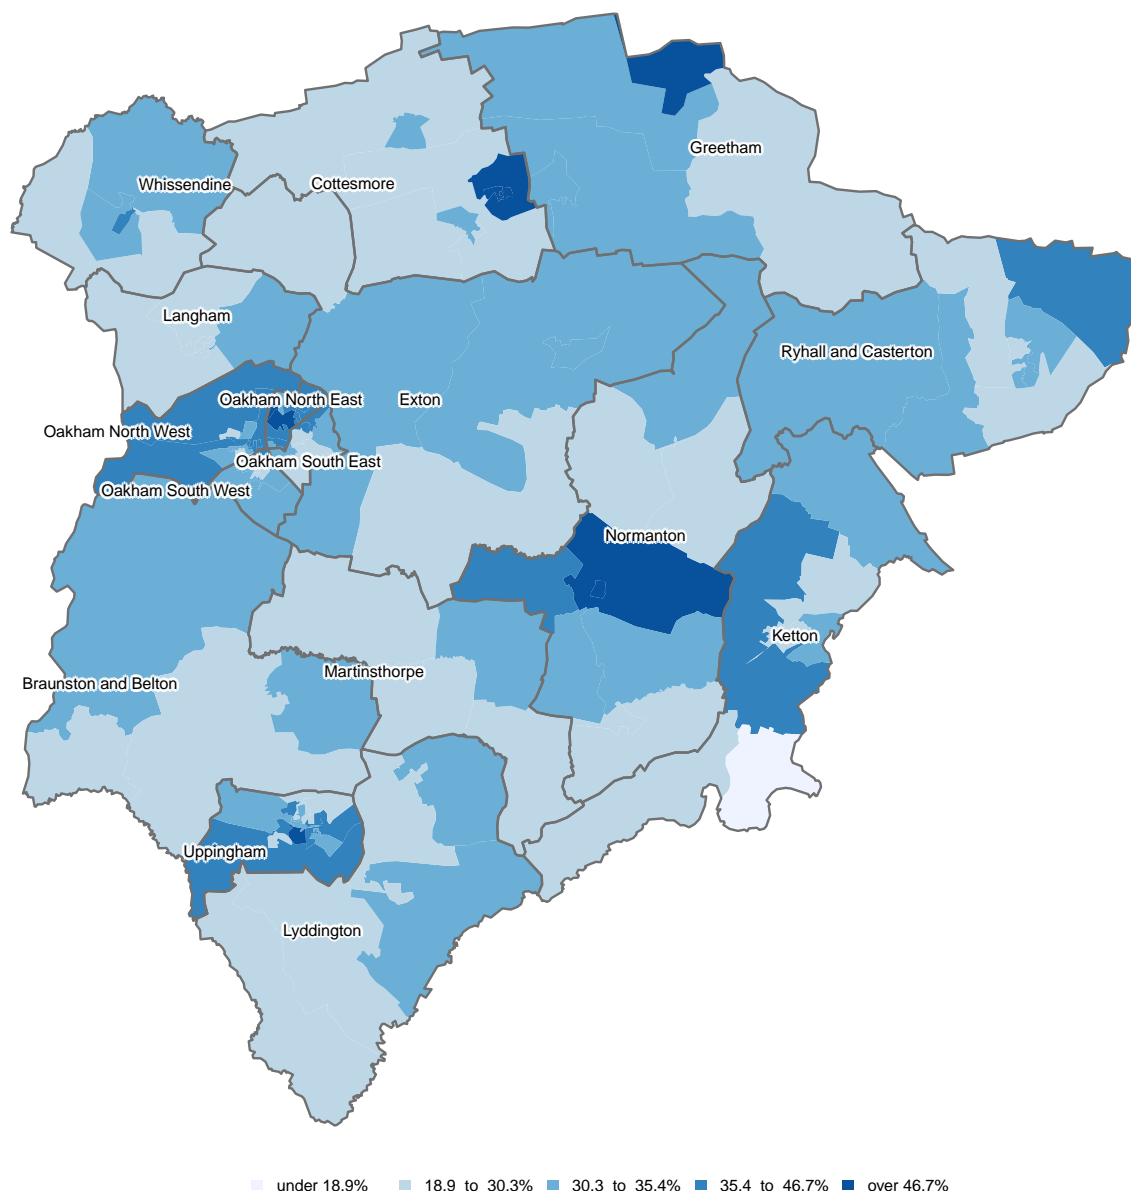 Greetham
Whissendine
Cottesmore
Langham
Ryhall and Casterton
Oakham North East
Exton
Oakham North West
Oakham South East
Oakham South West
Normanton
Ketton
Martinsthorpe
Braunston and Belton
Uppingham
Lyddington
under 18.9% 18.9 to 30.3% 30.3 to 35.4% 35.4 to 46.7% over 46.7%